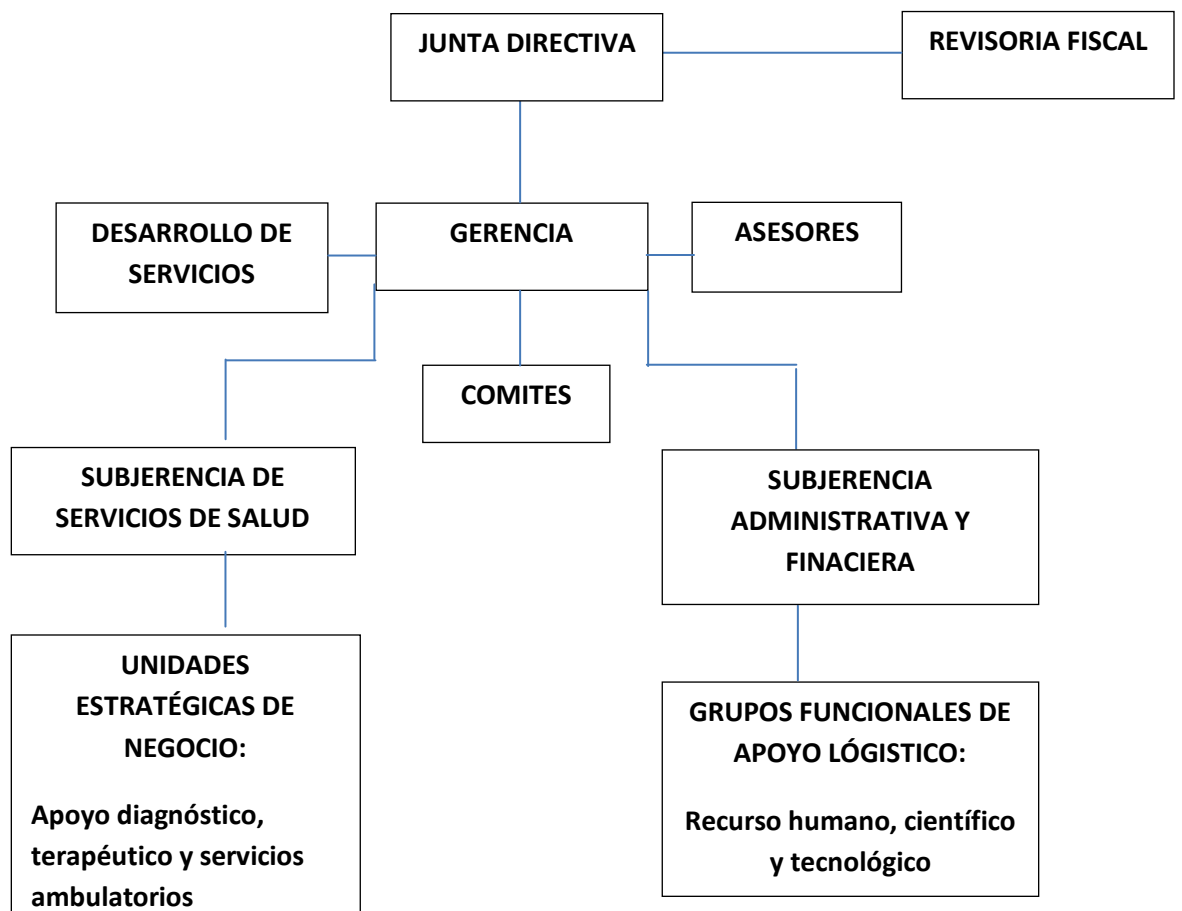 JUNTA DIRECTIVA
REVISORIA FISCAL
DESARROLLO DE
SERVICIOS
GERENCIA
ASESORES
COMITES
SUBJERENCIA DE
SERVICIOS DE SALUD
SUBJERENCIA
ADMINISTRATIVA Y
FINACIERA
UNIDADES
ESTRATÉGICAS DE
NEGOCIO:
Apoyo diagnóstico,
terapéutico y servicios
ambulatorios
GRUPOS FUNCIONALES DE
APOYO LÓGISTICO:
Recurso humano, científico
y tecnológico